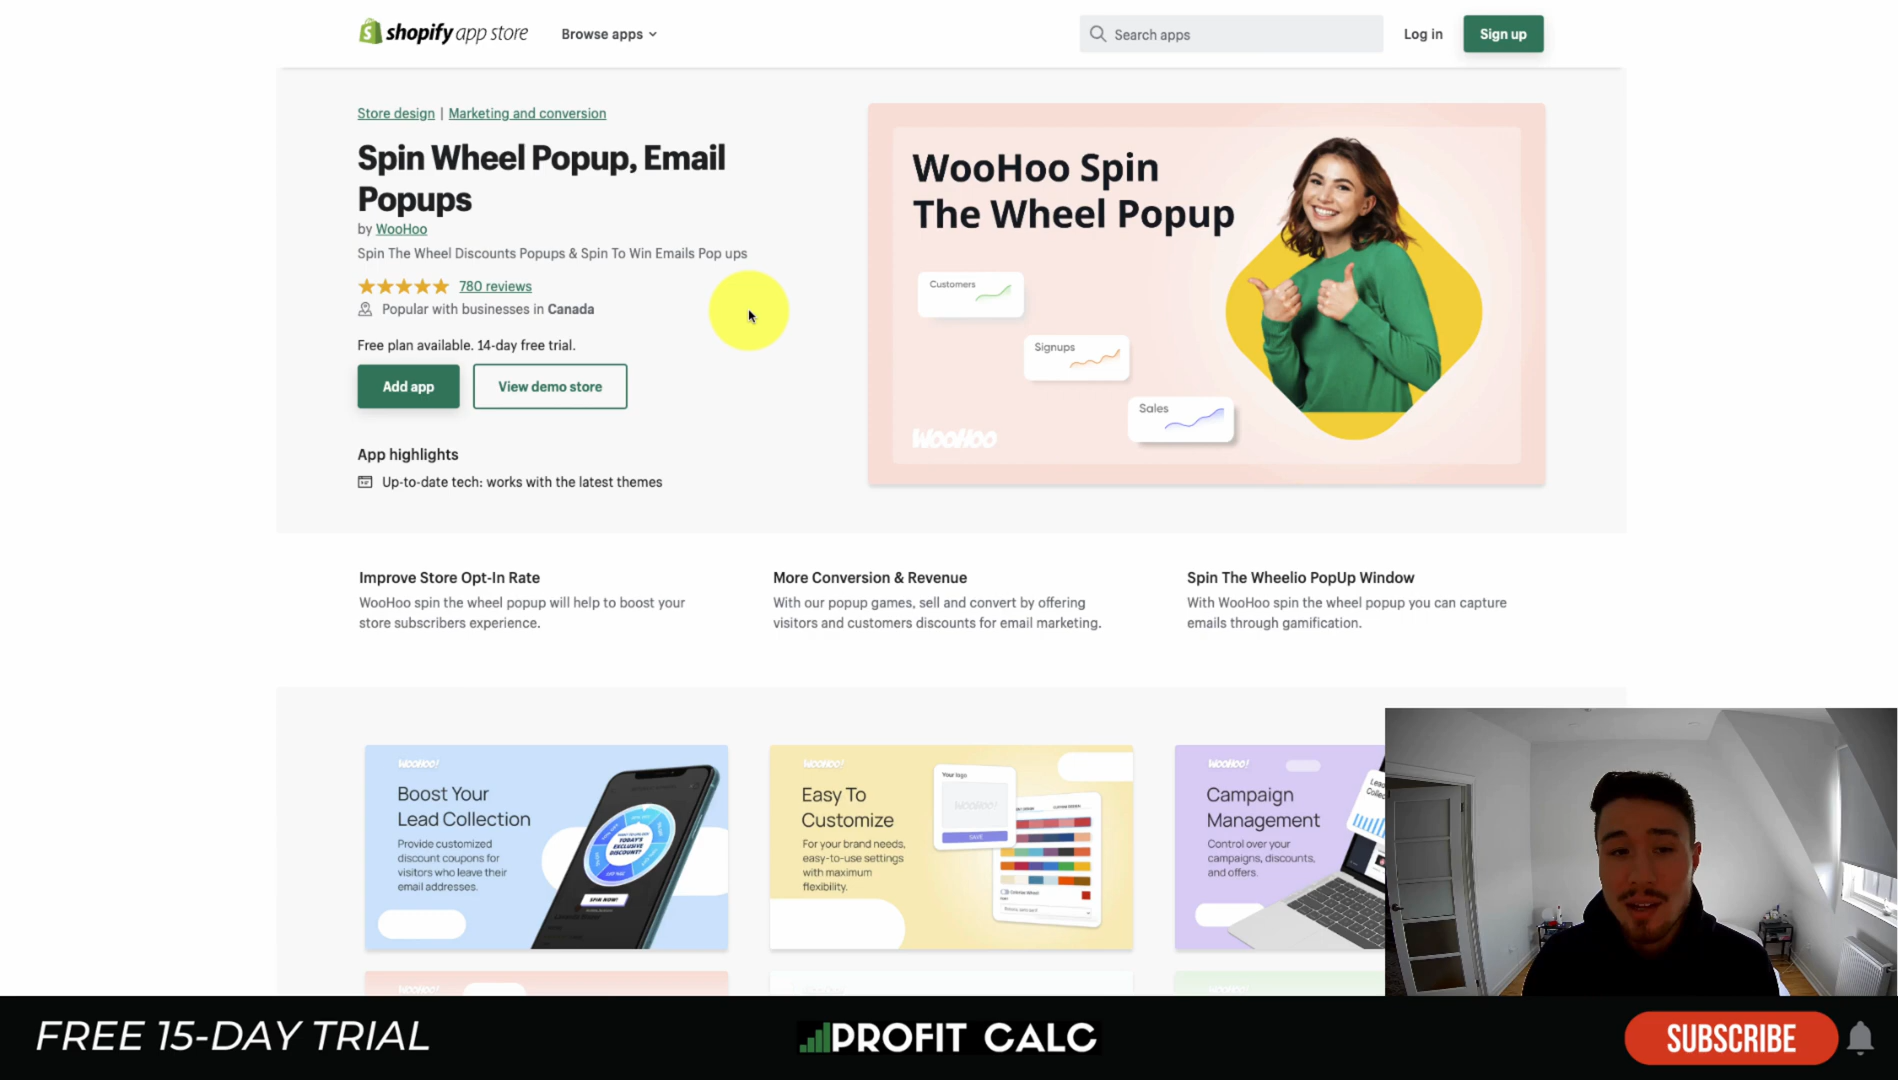 shopify app store
Browse apps
Search apps
Log in
Sign up
Store design | Marketing and conversion
Spin Wheel Popup, Email
Popups
by WooHoo
Spin The Wheel Discounts Popups & Spin To Win Emails Pop ups
780 reviews
Popular with businesses in Canada
Free plan available. 14-day free trial.
Add app
View demo store
App highlights
Up-to-date tech: works with the latest themes
WooHoo Spin
The Wheel Popup
Customers
Signups
Sales
WooHoo
Improve Store Opt-In Rate
WooHoo spin the wheel popup will help to boost your
store subscribers experience.
More Conversion & Revenue
With our popup games, sell and convert by offering
visitors and customers discounts for email marketing.
Spin The Wheelio PopUp Window
With WooHoo spin the wheel popup you can capture
emails through gamification.
WooHoo!
Boost Your
Lead Collection
Provide customized
discount coupons for
visitors who leave their
email addresses.
TODAY'S
EXCLUSIVE
DISCOUNT?
SPIN NOW!
WooHoo!
Easy To
Customize
For your brand needs,
easy-to-use settings
with maximum
flexibility.
Your logo
WooHoo!
SAVE
WooHoo!
Campaign
Management
Control over your
campaigns, discounts,
and offers.
WooHoo!
WooHoo!
FREE 15-DAY TRIAL
PROFIT CALC
SUBSCRIBE